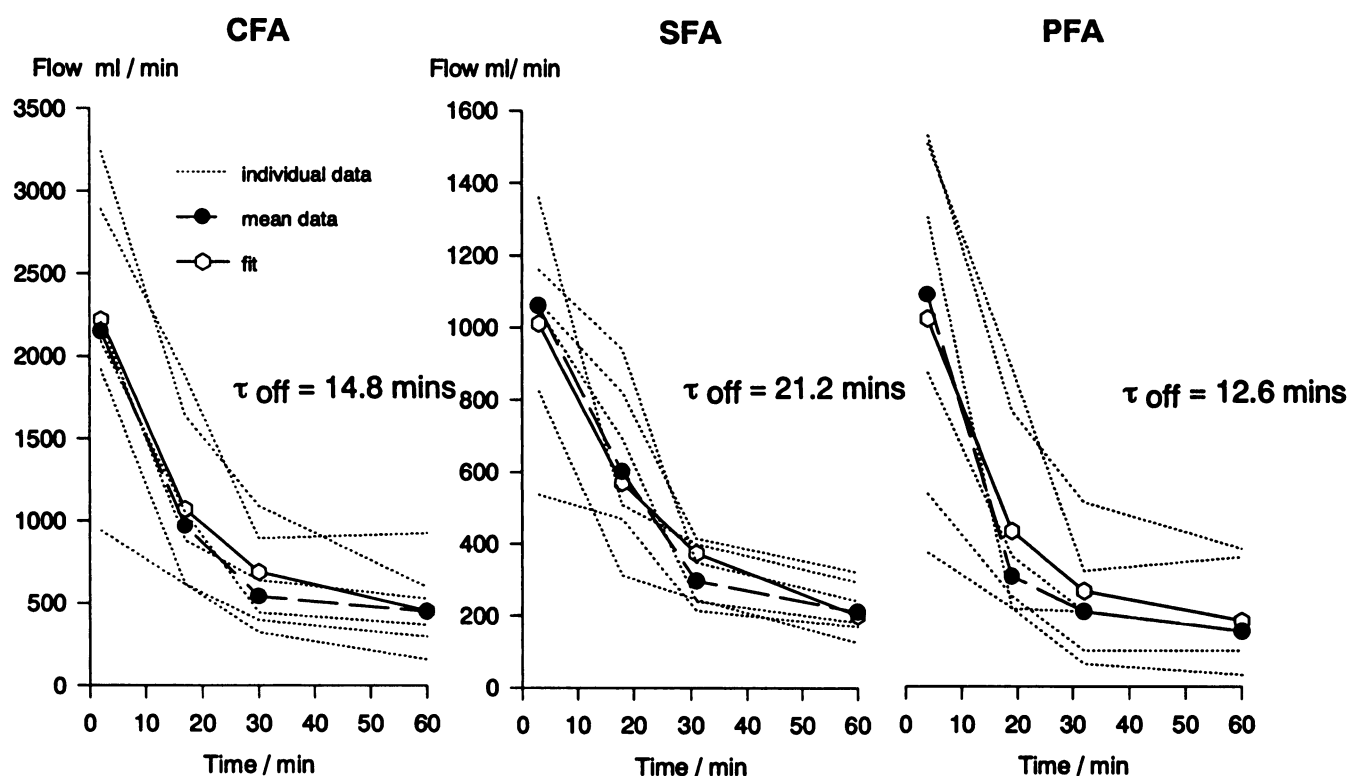 CFA
SFA
PFA
Flow ml / min
Flow ml/ min
3500
3000
2500
2000
1500
1000
500
0
individual data
mean data
fit
τ off = 14.8 mins
0 10 20 30 40 50 60
Time / min
1600
1400
1200
1000
800
600
400
200
0
τ off = 21.2 mins
0 10 20 30 40 50 60
Time / min
τ off = 12.6 mins
0 10 20 30 40 50 60
Time / min